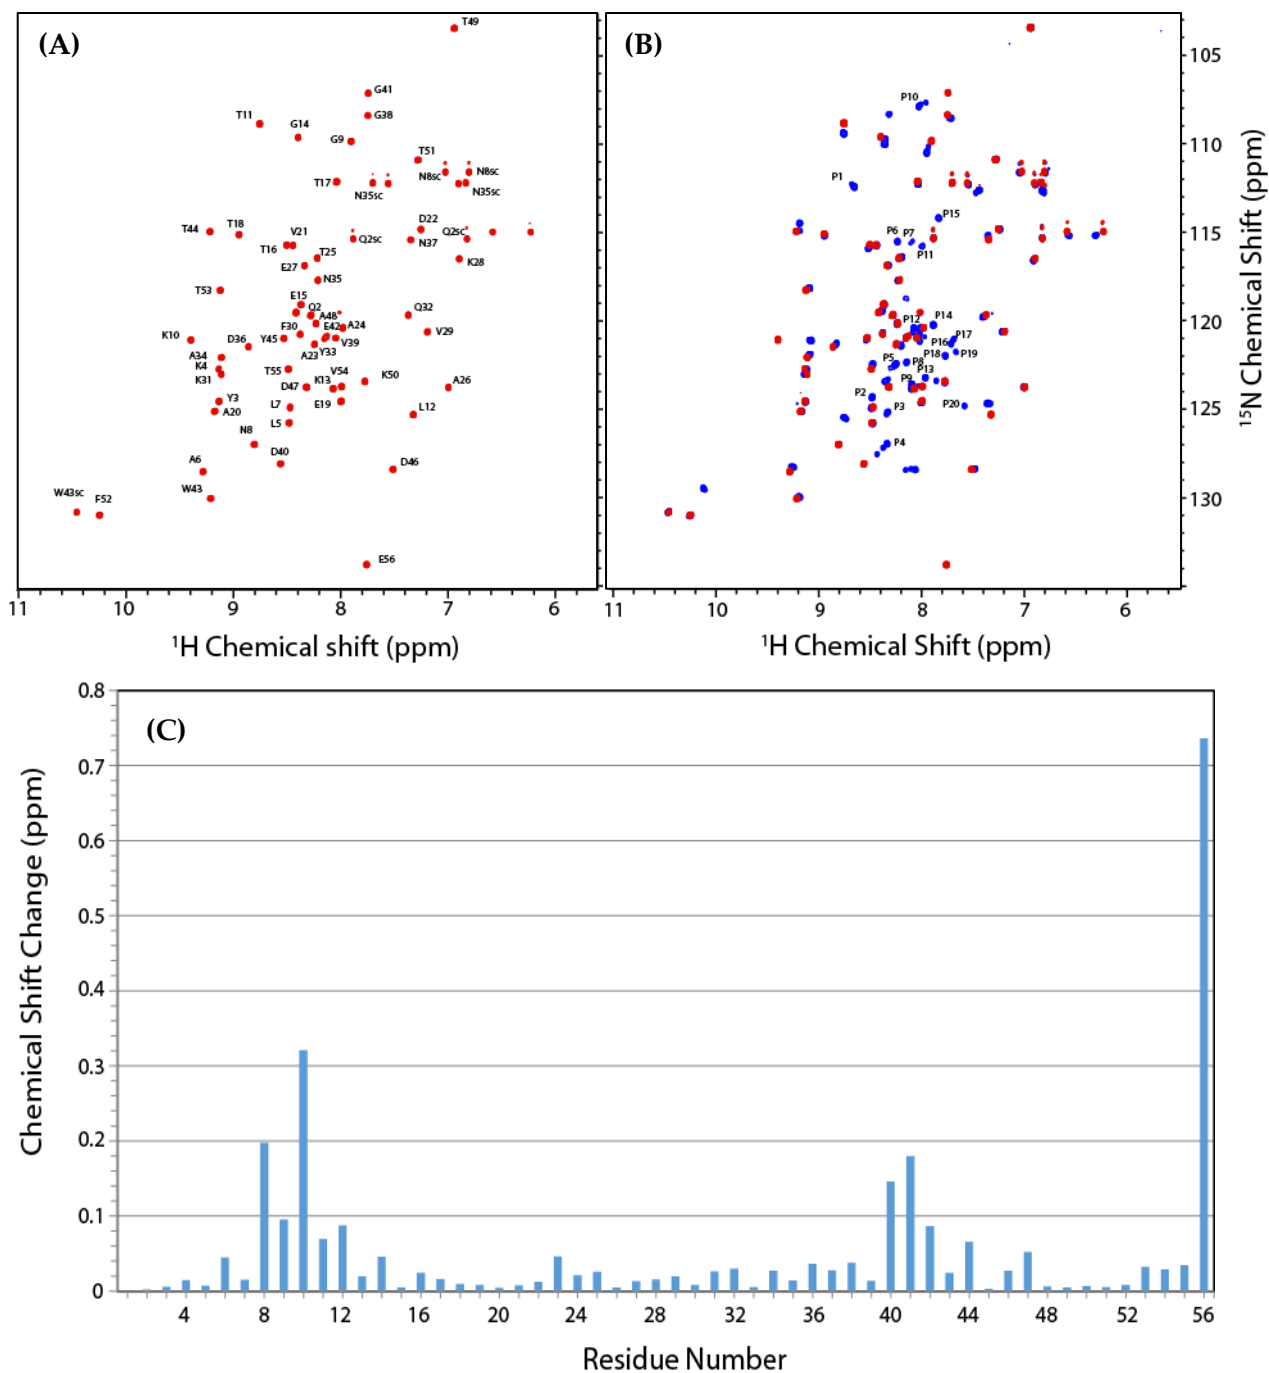 (A)
T49
G41
G38
T11
G14
G9
T51
N8sc
N8sc
T17
N35sc
N35sc
T44
T18
V21
T16
D22
Q2sc
Q2sc
N37
T25
E27
K28
N35
T53
E15
Q2
Q32
A48
F30
E42
A24
V29
K10
D36
Y45
V39
A23
Y33
A34
K4
K31
T55
V54
K50
D47
K13
A26
Y3
A20
L7
E19
L12
L5
N8
D40
A6
D46
W43
W43sc
F52
E56
11
10
9
8
7
6
1H Chemical shift (ppm)
(B)
P10
P1
P15
P6
P7
P11
P12
P14
P17
P16
P18
P19
P5
P8
P13
P9
P2
P3
P20
P4
105
110
115
120
125
130
15N Chemical Shift (ppm)
11
10
9
8
7
6
1H Chemical Shift (ppm)
(C)
0.8
0.7
0.6
0.5
0.4
0.3
0.2
0.1
0
Chemical Shift Change (ppm)
4
8
12
16
20
24
28
32
36
40
44
48
52
56
Residue Number